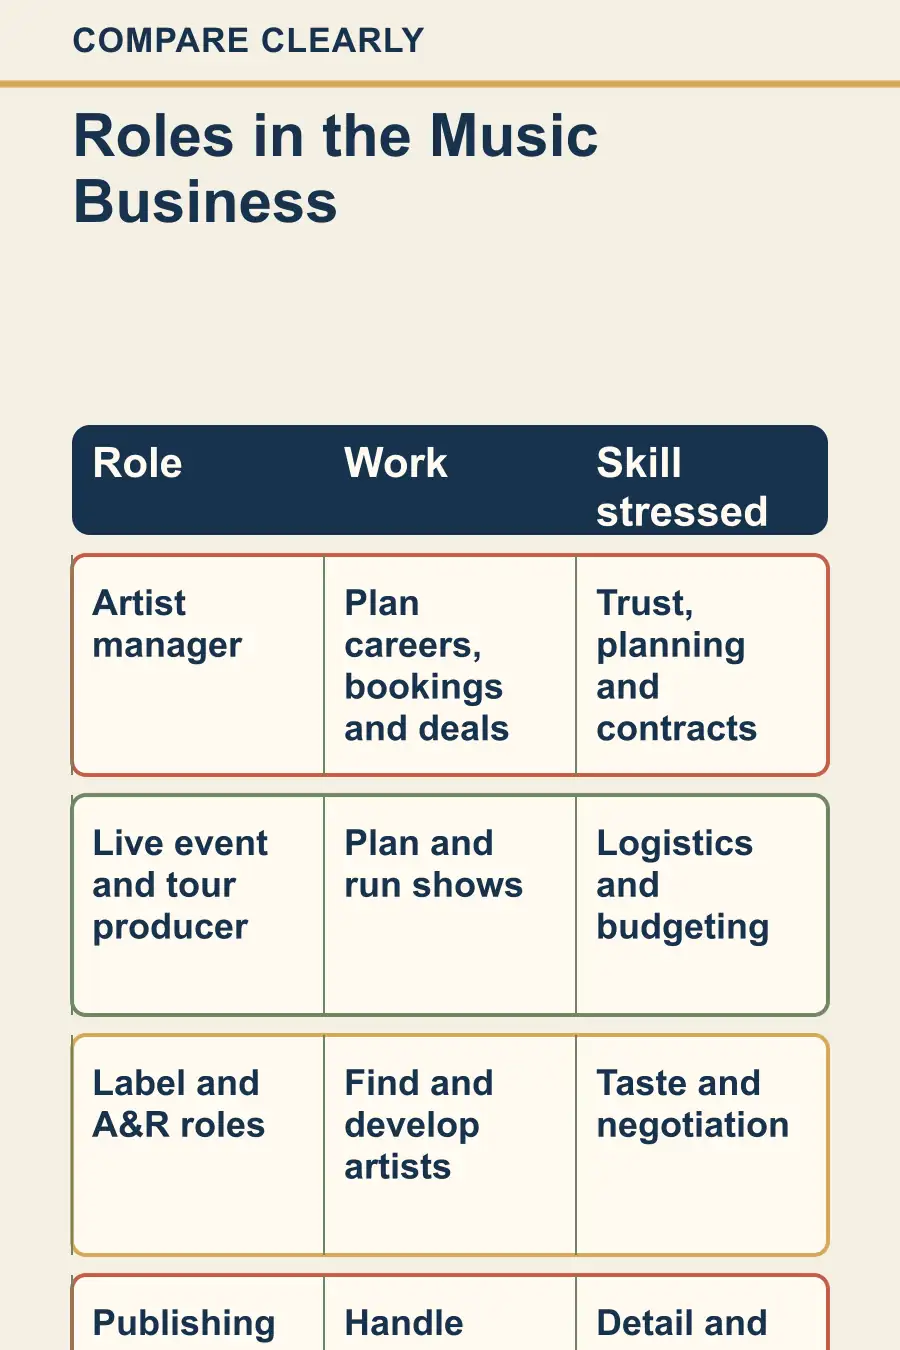 COMPARE CLEARLY
Roles in the Music
Business
Role
Work
Skill
stressed
Artist
manager
Plan
careers,
bookings
and deals
Trust,
planning
and
contracts
Live event
and tour
producer
Plan and
run shows
Logistics
and
budgeting
Label and
A&R roles
Find and
develop
artists
Taste and
negotiation
Publishing
Handle
Detail and